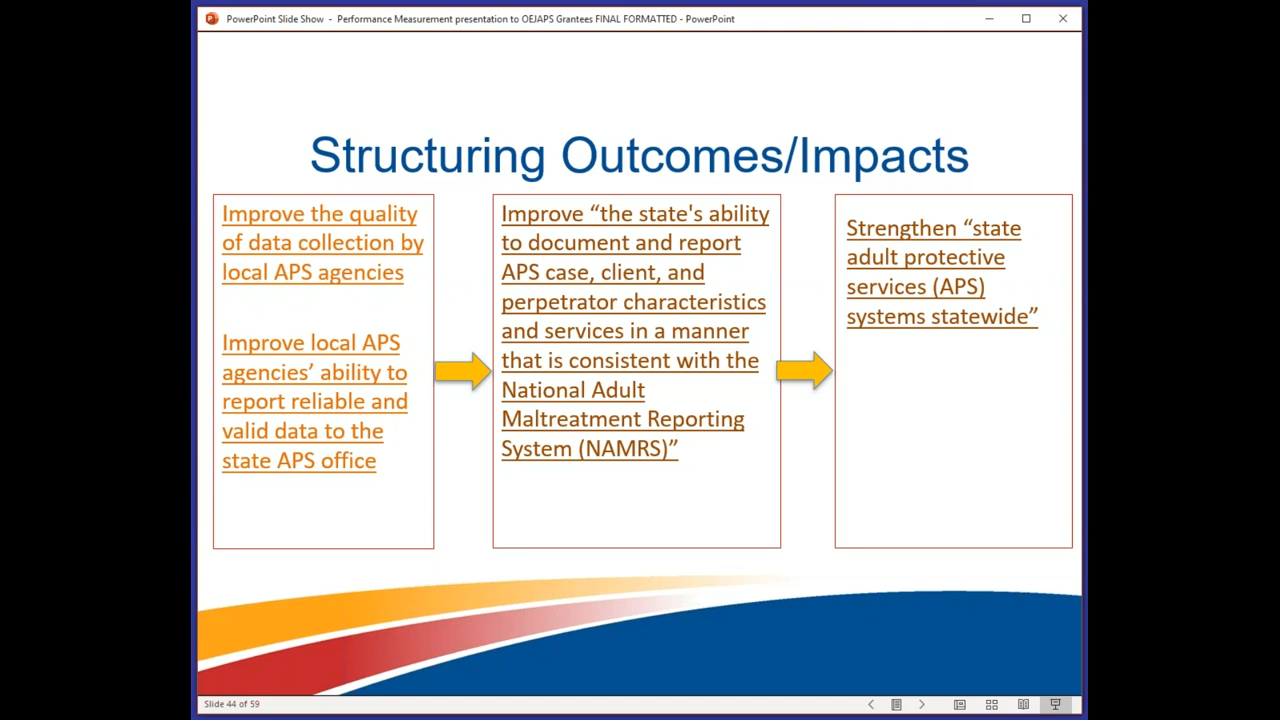 PowerPoint Slide Show - Performance Measurement presentation to OEJAPS Grantees FINAL FORMATTED - PowerPoint
Structuring Outcomes/Impacts
Improve the quality
of data collection by
local APS agencies
Improve local APS
agencies’ ability to
report reliable and
valid data to the
state APS office
Improve “the state's ability
to document and report
APS case, client, and
perpetrator characteristics
and services in a manner
that is consistent with the
National Adult
Maltreatment Reporting
System (NAMRS)”
Strengthen “state
adult protective
services (APS)
systems statewide”
Slide 44 of 59